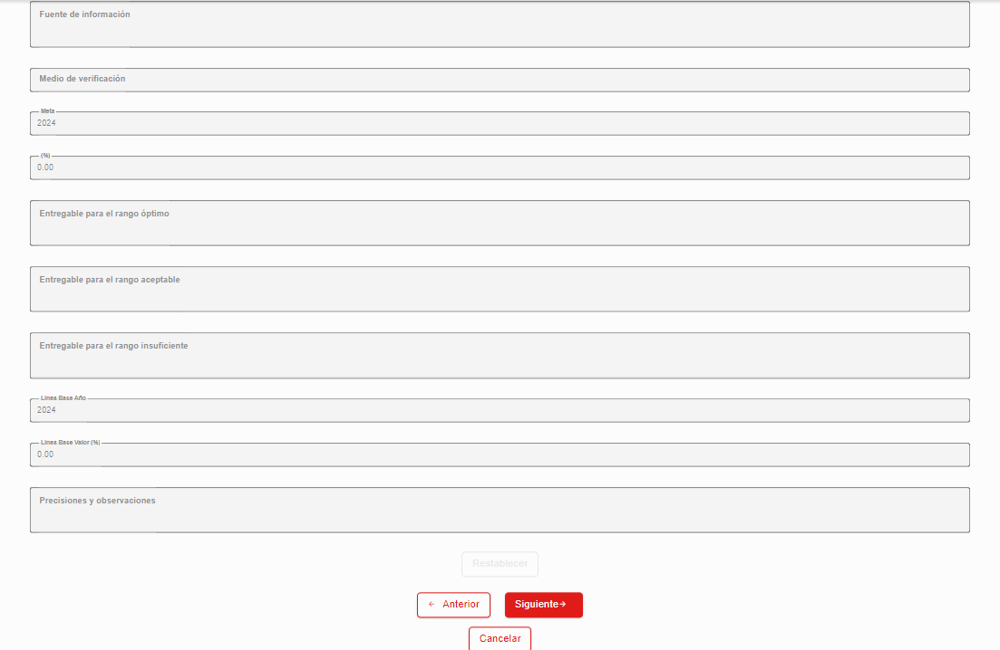 Fuente de información
Medio de verificación
Meta
2024
(%)
0.00
Entregable para el rango óptimo
Entregable para el rango aceptable
Entregable para el rango insuficiente
Línea Base Año
2024
Línea Base Valor (%)
0.00
Precisiones y observaciones
Restablecer
← Anterior
Siguiente→
Cancelar